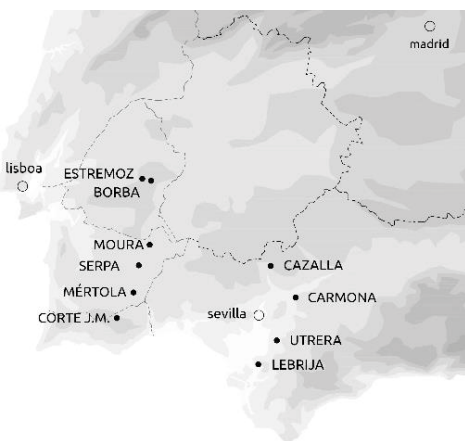 madrid
lisboa
ESTREMOZ
BORBA
MOURA
SERPA
CAZALLA
MÉRTOLA
CARMONA
CORTE J.M.
sevilla
UTRERA
LEBRIJA